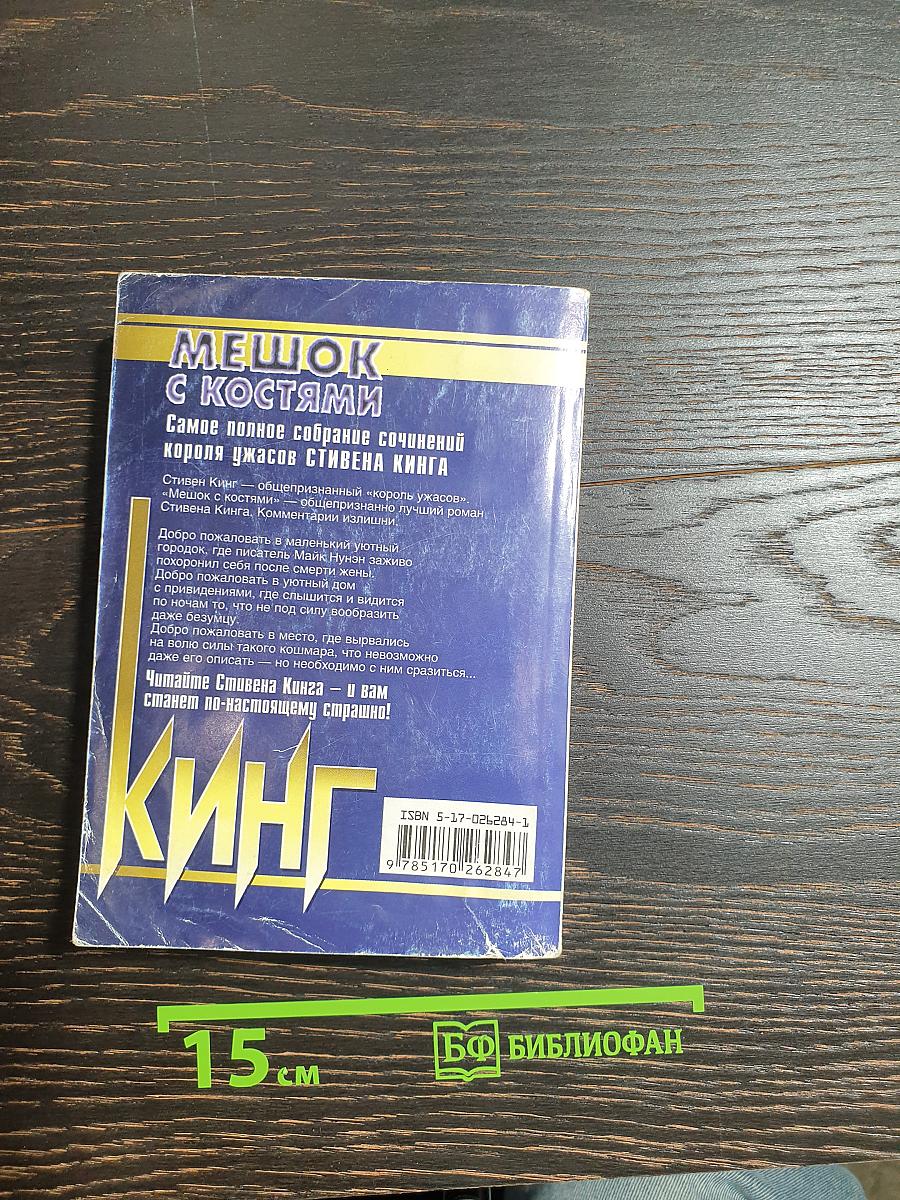 МЕШОК
С КОСТЯМИ
Самое полное собрание сочинений
короля ужасов СТИВЕНА КИНГА
Стивен Кинг — общепризнанный «король ужасов».
«Мешок с костями» — общепризнанно лучший роман
Стивена Кинга. Комментарии излишни.
Добро пожаловать в маленький уютный
городок, где писатель Майк Нунэн заживо
похоронил себя после смерти жены.
Добро пожаловать в уютный дом
с привидениями, где слышится и видится
по ночам то, что не под силу вообразить
даже безумцу.
Добро пожаловать в место, где вырвались
на волю силы такого кошмара, что невозможно
даже его описать — но необходимо с ним сразиться...
Читайте Стивена Кинга — и вам
станет по-настоящему страшно!
КИНГ
ISBN 5-17-026284-1
9 785170 262847
15 см
БФ БИБЛИОФАН